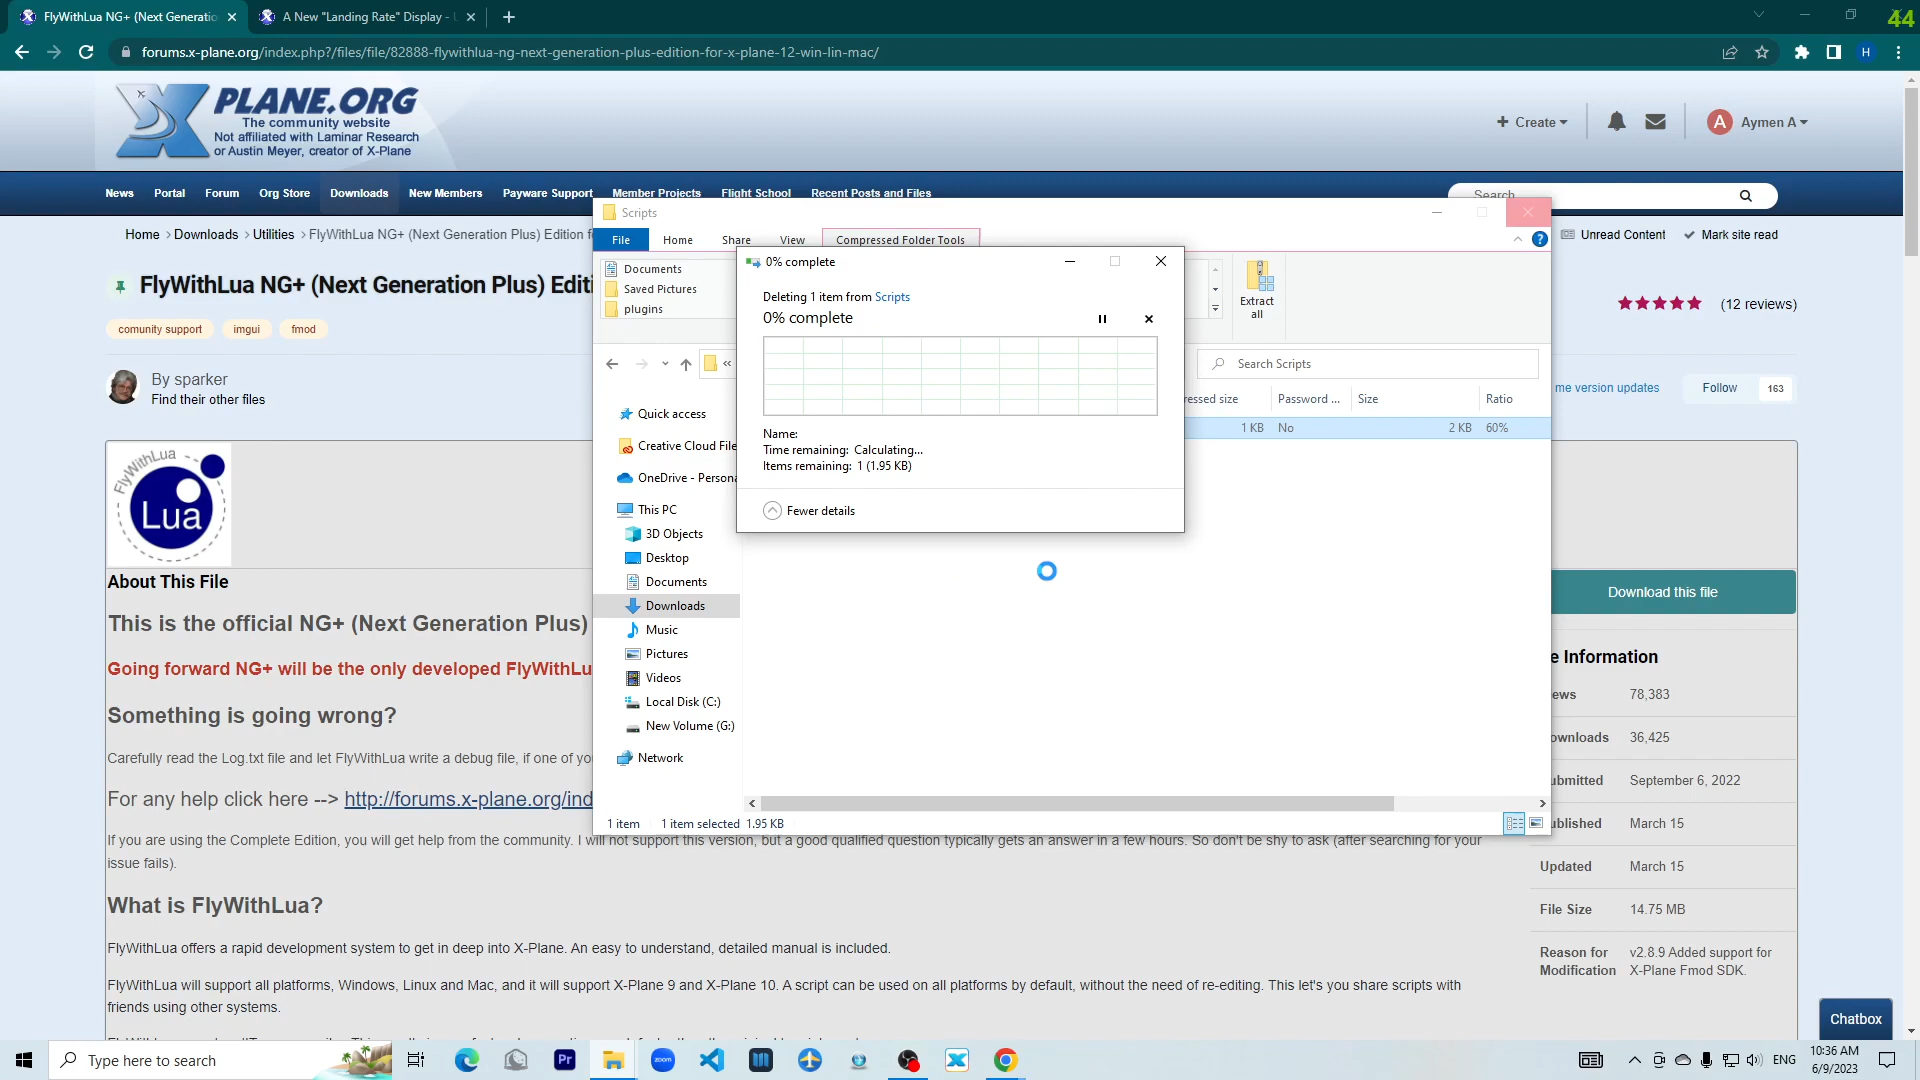 FlyWithLua NG+ (Next Generatio
A New "Landing Rate" Display -
44
forums.x-plane.org/index.php?/files/file/82888-flywithlua-ng-next-generation-plus-edition-for-x-plane-12-win-lin-mac/
H
X PLANE.ORG
The community website
Not affiliated with Laminar Research
or Austin Meyer, creator of X-Plane
+ Create
A Aymen A
News Portal Forum Org Store Downloads New Members Payware Support Member Projects Flight School Recent Posts and Files
Search
Home > Downloads > Utilities > FlyWithLua NG+ (Next Generation Plus) Edition f
Unread Content Mark site read
FlyWithLua NG+ (Next Generation Plus) Editi
(12 reviews)
comunity support imgui fmod
By sparker
Find their other files
me version updates
Follow 163
FlyWithLua
Lua
About This File
This is the official NG+ (Next Generation Plus)
Going forward NG+ will be the only developed FlyWithLu
Something is going wrong?
Carefully read the Log.txt file and let FlyWithLua write a debug file, if one of yo
For any help click here --> http://forums.x-plane.org/ind
If you are using the Complete Edition, you will get help from the community. I will not support this version, but a good qualified question typically gets an answer in a few hours. So don't be shy to ask (after searching for your
issue fails).
What is FlyWithLua?
FlyWithLua offers a rapid development system to get in deep into X-Plane. An easy to understand, detailed manual is included.
FlyWithLua will support all platforms, Windows, Linux and Mac, and it will support X-Plane 9 and X-Plane 10. A script can be used on all platforms by default, without the need of re-editing. This let's you share scripts with
friends using other systems.
Download this file
e Information
ews 78,383
ownloads 36,425
ubmitted September 6, 2022
ublished March 15
Updated March 15
File Size 14.75 MB
Reason for Modification v2.8.9 Added support for X-Plane Fmod SDK.
Chatbox
Scripts
File Home Share View Compressed Folder Tools
Documents
Saved Pictures
plugins
Extract
all
«
Search Scripts
ressed size Password ... Size Ratio
1 KB No 2 KB 60%
Quick access
Creative Cloud File
OneDrive - Persona
This PC
3D Objects
Desktop
Documents
Downloads
Music
Pictures
Videos
Local Disk (C:)
New Volume (G:)
Network
1 item 1 item selected 1.95 KB
0% complete
Deleting 1 item from Scripts
0% complete
Name:
Time remaining: Calculating...
Items remaining: 1 (1.95 KB)
Fewer details
Type here to search
Pr
zoom
ENG
10:36 AM
6/9/2023